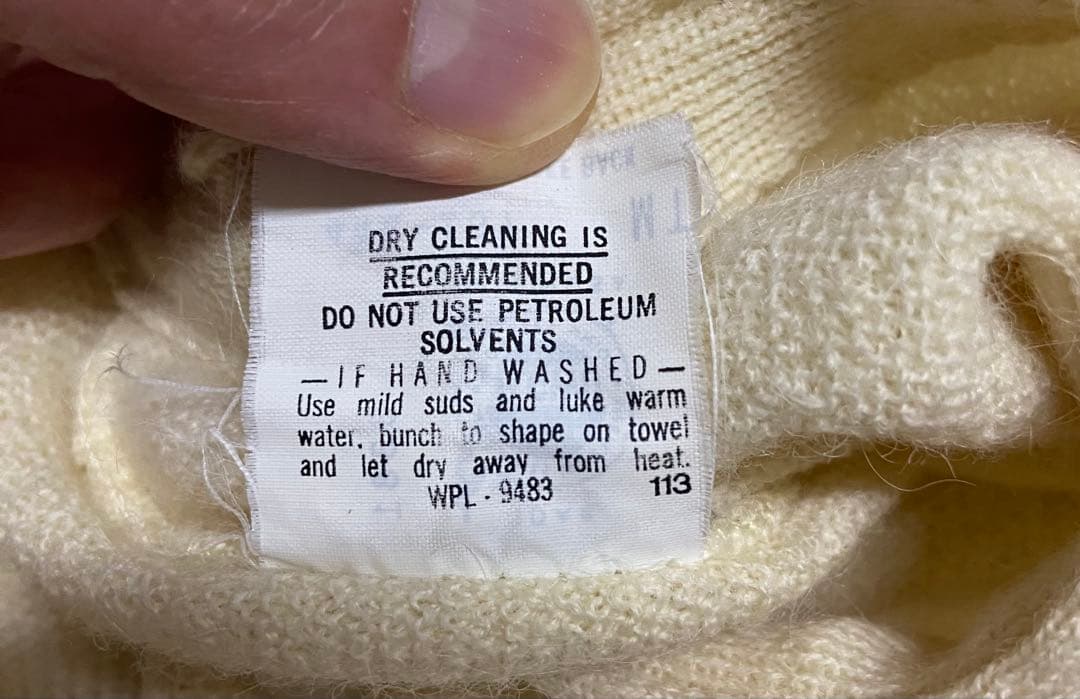 DRY CLEANING IS
RECOMMENDED
DO NOT USE PETROLEUM
SOLVENTS
—IF HAND WASHED—
Use mild suds and luke warm
water. bunch to shape on towel
and let dry away from heat.
WPL - 9483 113